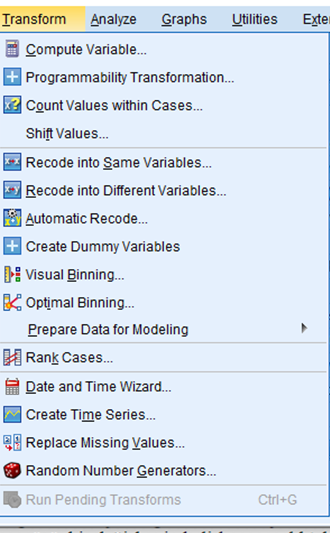 Transform Analyze Graphs Utilities Exte
Compute Variable...
Programmability Transformation...
Count Values within Cases...
Shift Values...
Recode into Same Variables...
Recode into Different Variables...
Automatic Recode...
Create Dummy Variables
Visual Binning...
Optimal Binning...
Prepare Data for Modeling
Rank Cases...
Date and Time Wizard...
Create Time Series...
Replace Missing Values...
Random Number Generators...
Run Pending Transforms Ctrl+G